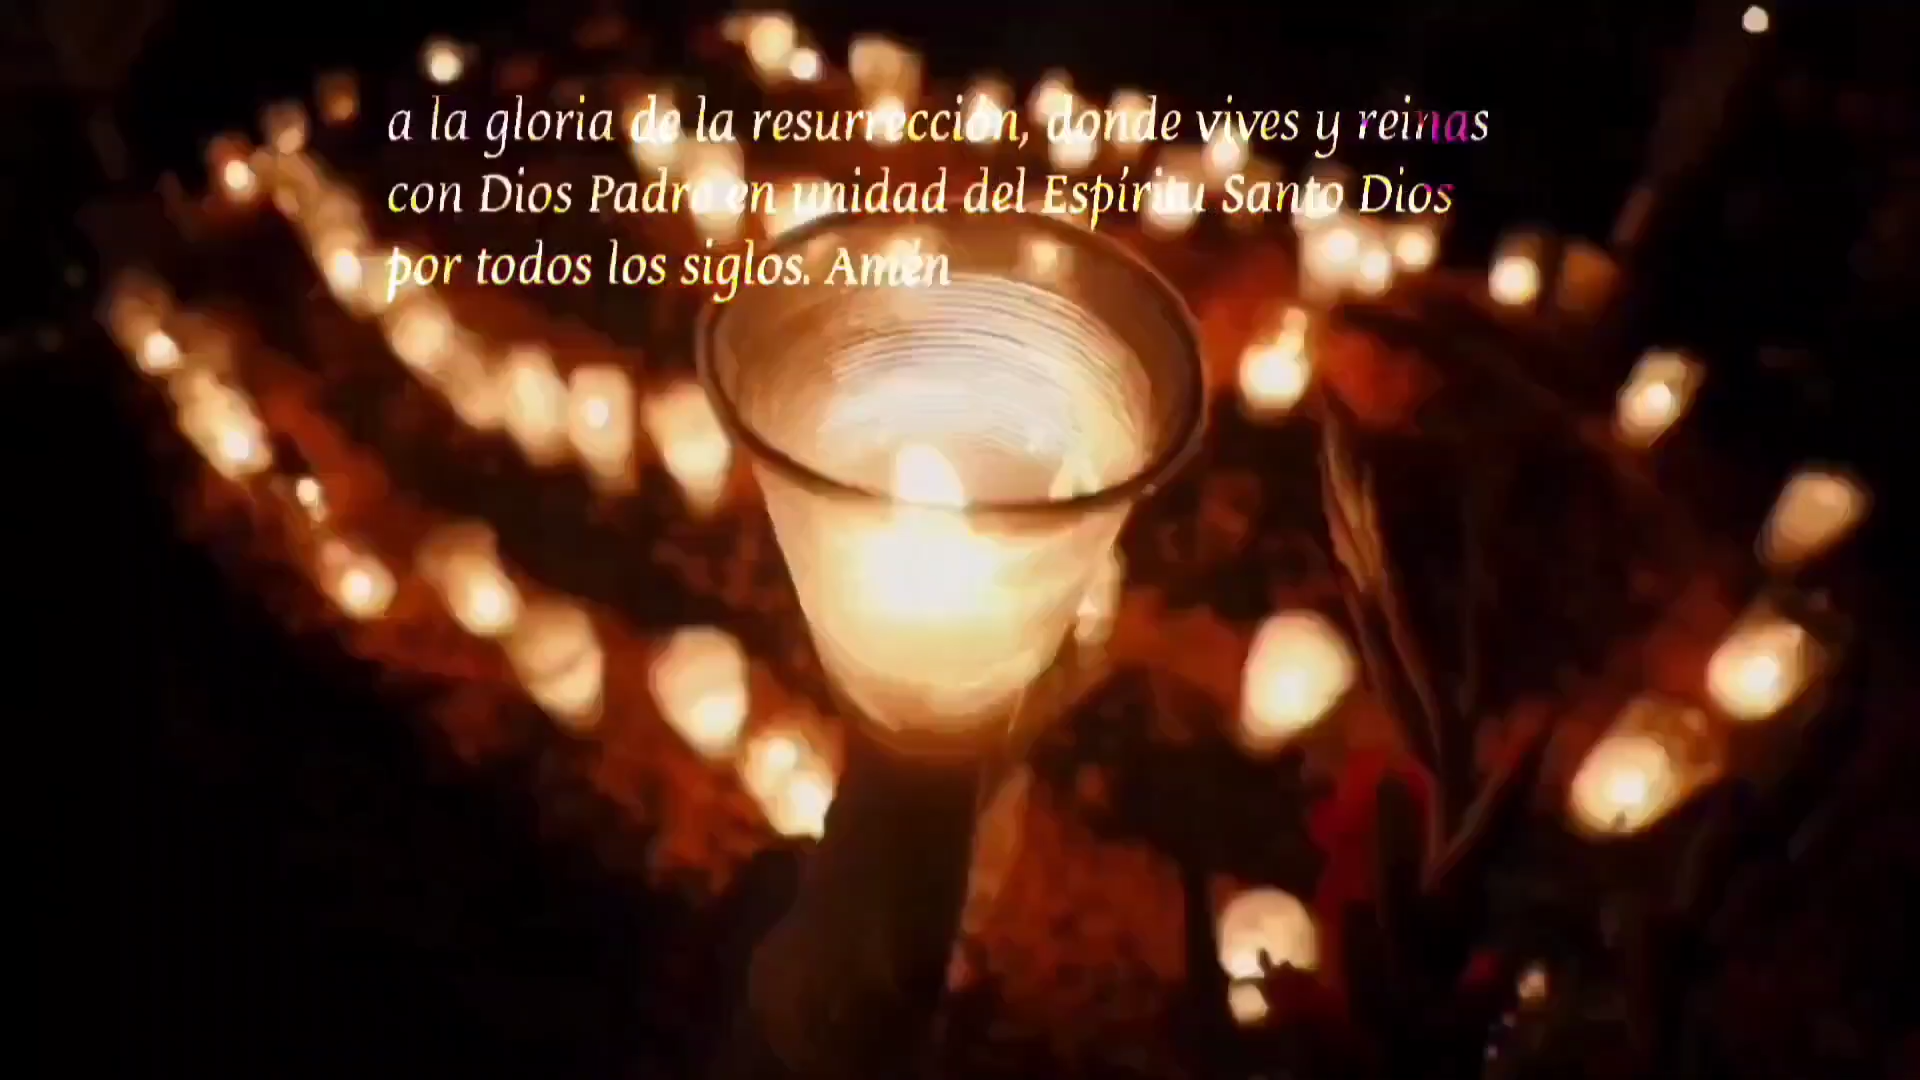 a la gloria de la resurrección, donde vives y reinas
con Dios Padre en unidad del Espíritu Santo Dios
por todos los siglos. Amén